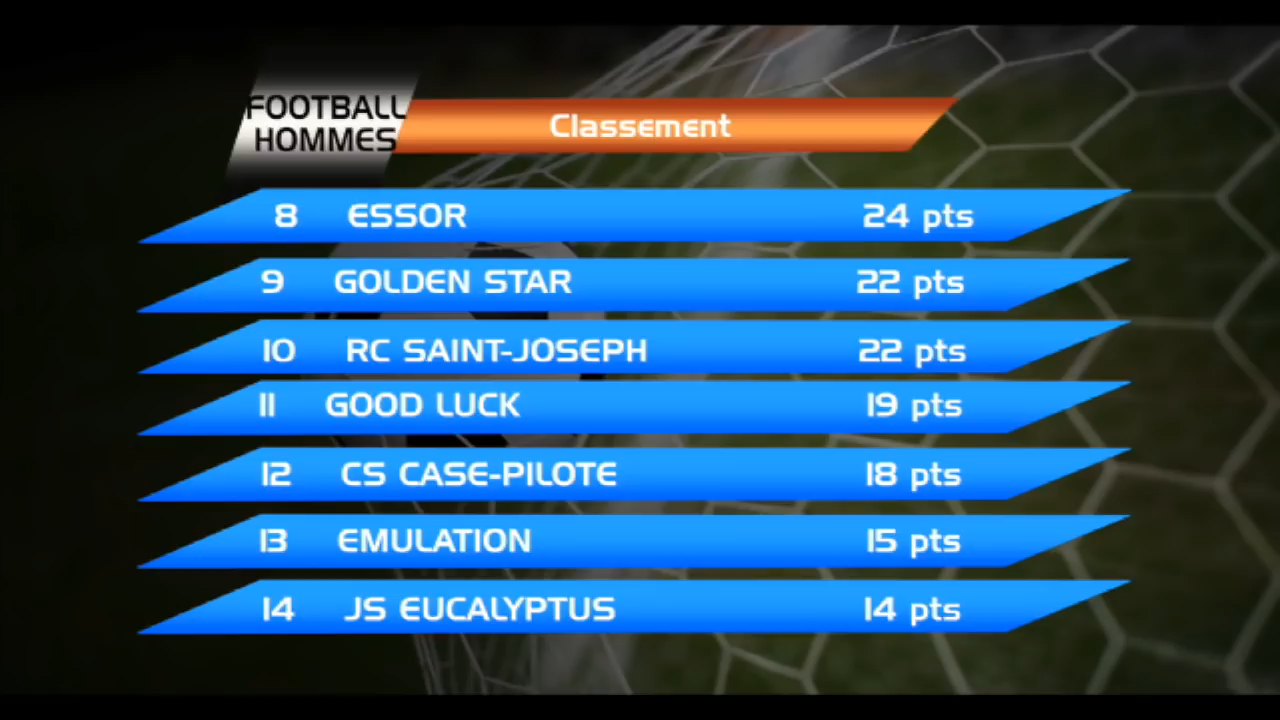 FOOTBALL
HOMMES
Classement
8 ESSOR 24 pts
9 GOLDEN STAR 22 pts
10 RC SAINT-JOSEPH 22 pts
11 GOOD LUCK 19 pts
12 CS CASE-PILOTE 18 pts
13 EMULATION 15 pts
14 JS EUCALYPTUS 14 pts